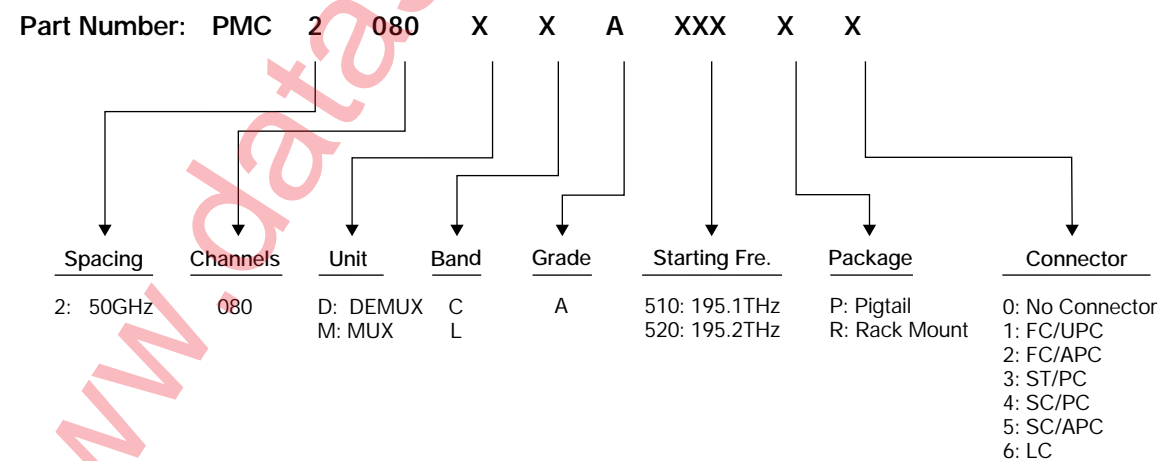 Part Number: PMC 2 080 X X A XXX X X
Spacing Channels Unit Band Grade Starting Fre. Package Connector
2: 50GHz 080 D: DEMUX C A 510: 195.1THz P: Pigtail 0: No Connector
M: MUX L 520: 195.2THz R: Rack Mount 1: FC/UPC
2: FC/APC
3: ST/PC
4: SC/PC
5: SC/APC
6: LC
ww.datas